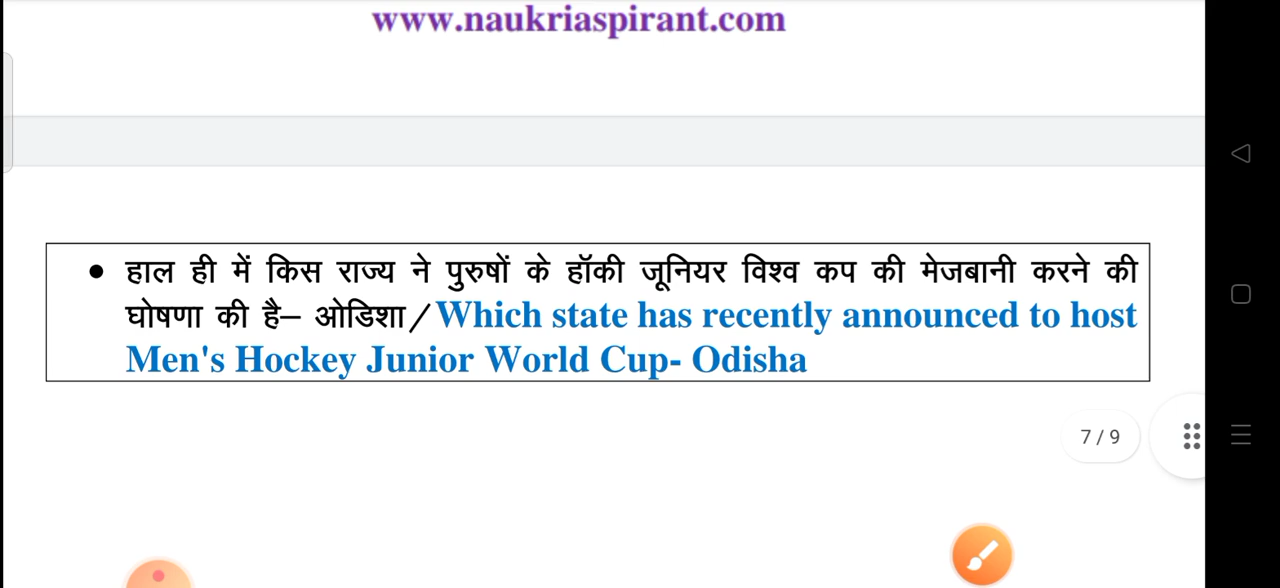 www.naukriaspirant.com
• हाल ही में किस राज्य ने पुरुषों के हॉकी जूनियर विश्व कप की मेजबानी करने की
घोषणा की है– ओडिशा/Which state has recently announced to host
Men's Hockey Junior World Cup- Odisha
7 / 9